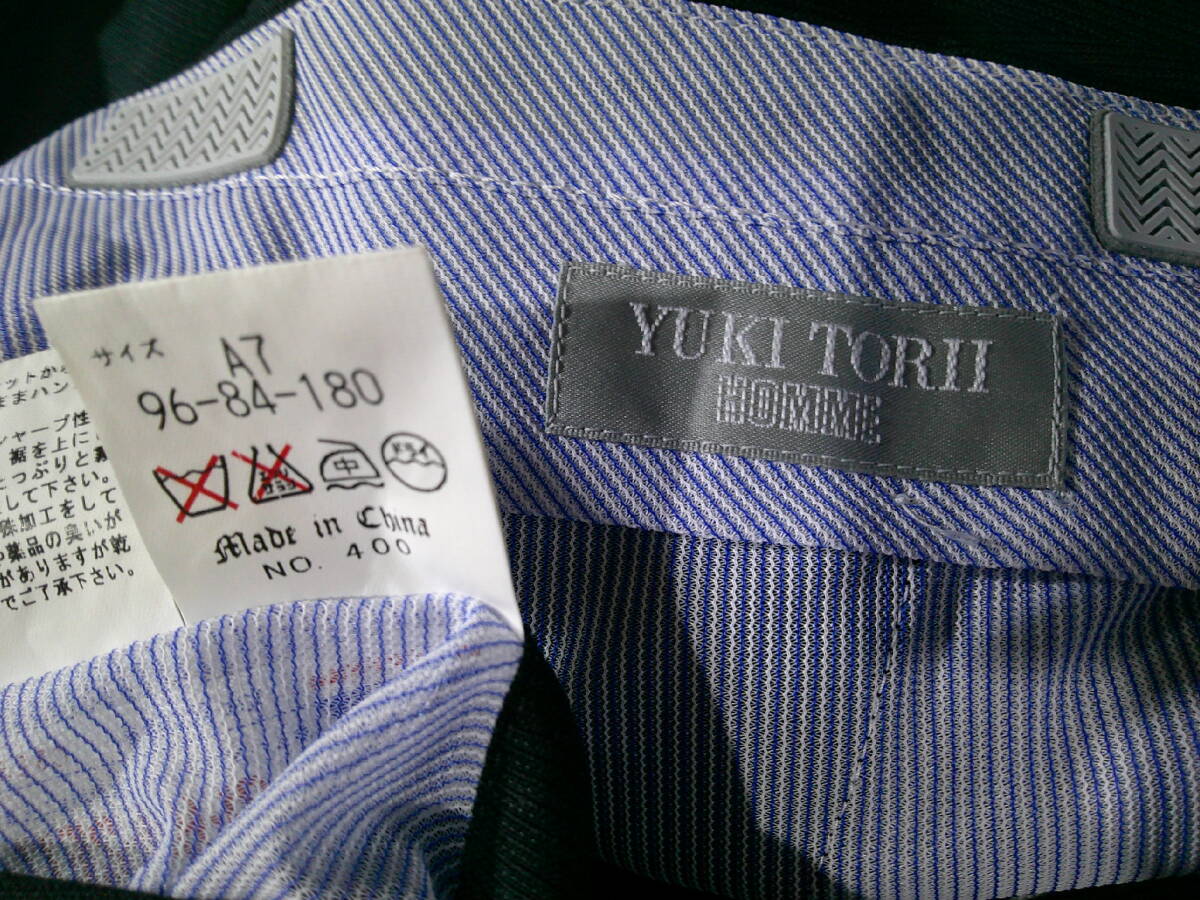 YUKI TORII
HOMME
サイズ
A7
96-84-180
中
ドライ
Made in China
NO. 400
ットから
ままハン
シャープ性
裾を上に
たっぷりと
して下さい。
加工をして
薬品の臭いが
がありますが乾
でご了承下さい。